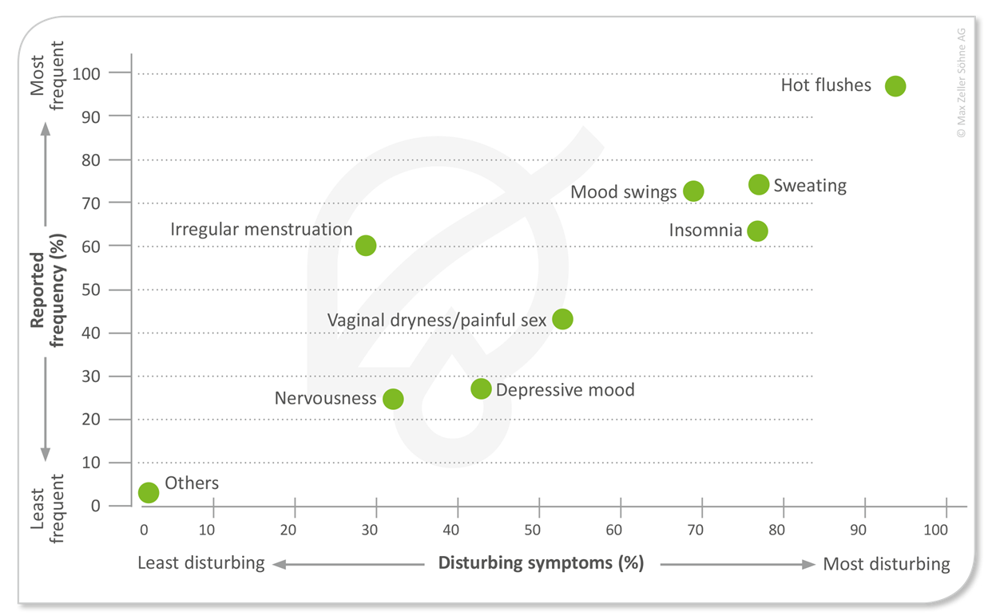 © Max Zeller Söhne AG
Most
frequent
100
90
80
70
60
50
40
30
20
10
0
Reported
frequency (%)
Least
frequent
Hot flushes
Sweating
Mood swings
Insomnia
Irregular menstruation
Vaginal dryness/painful sex
Depressive mood
Nervousness
Others
0 10 20 30 40 50 60 70 80 90 100
Least disturbing Disturbing symptoms (%) Most disturbing